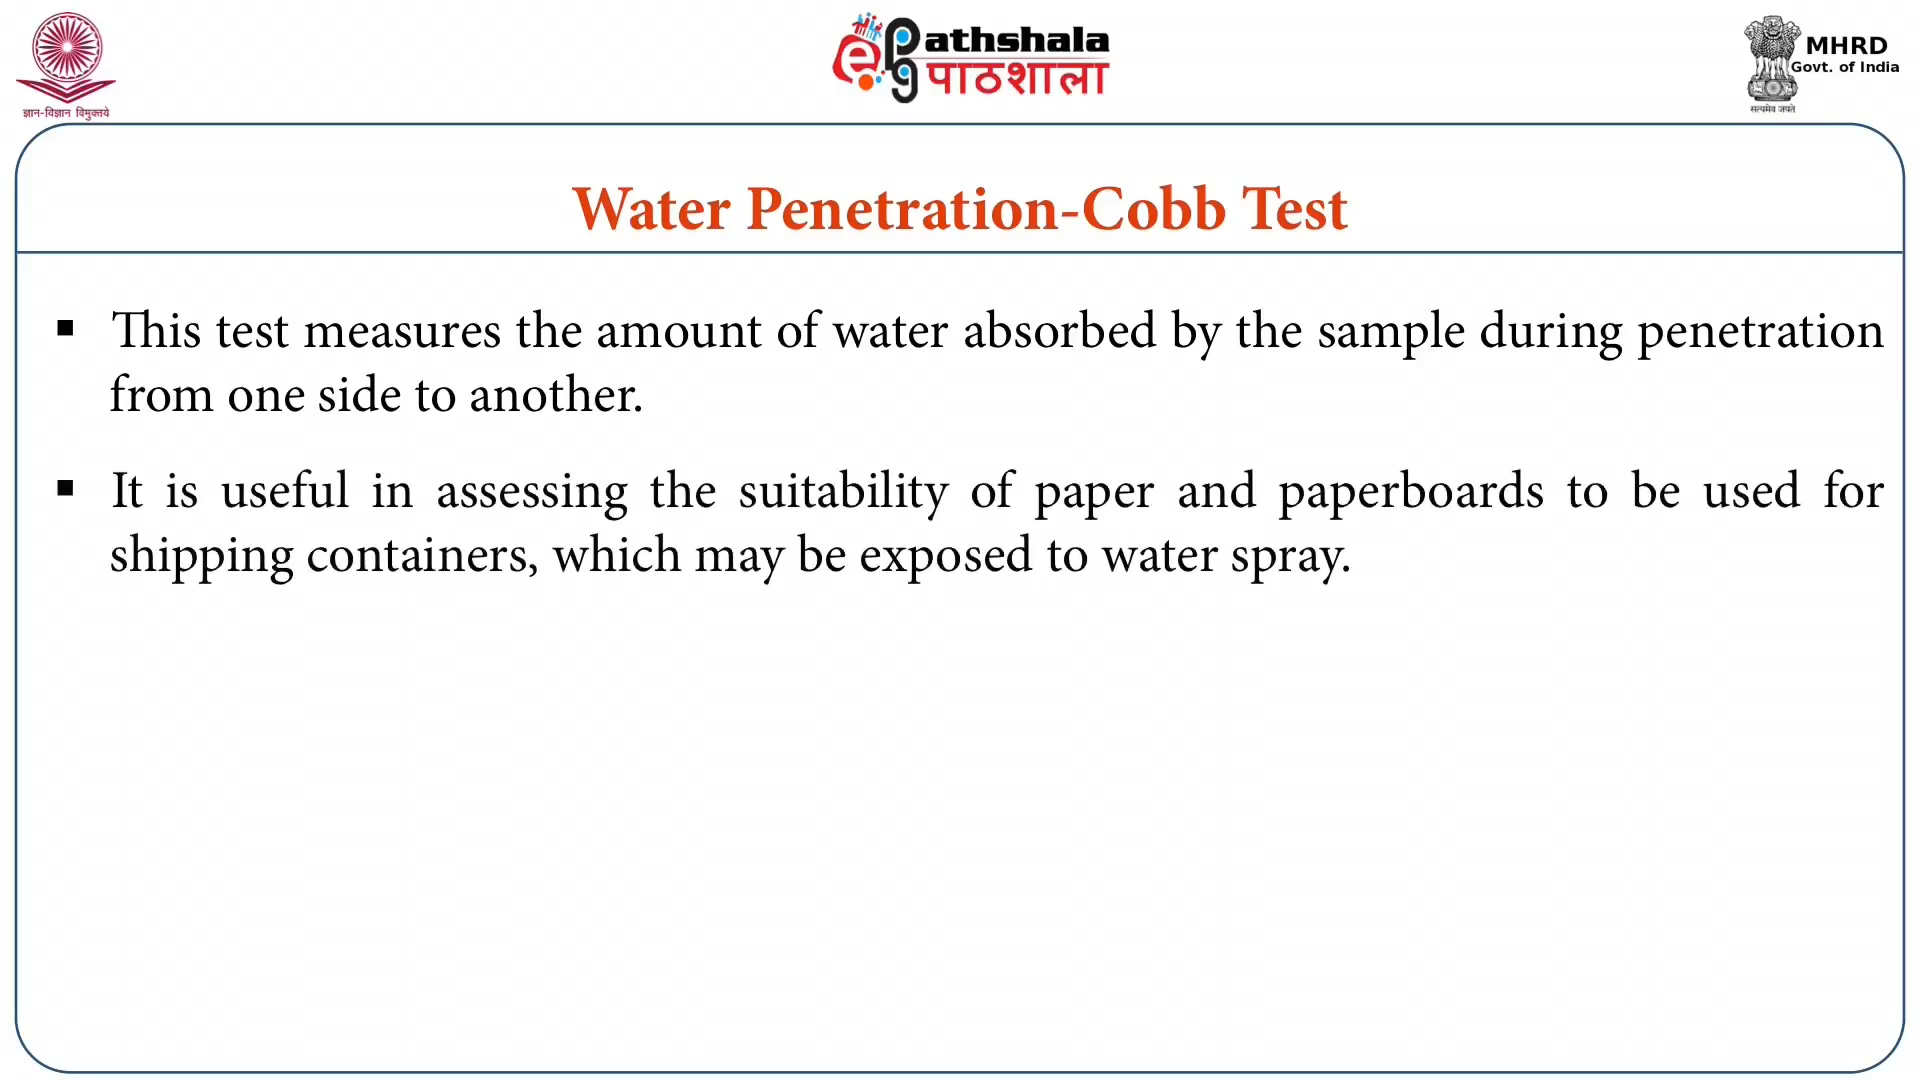 ज्ञान-विज्ञान विमुक्तये
e pg Pathshala
पाठशाला
MHRD
Govt. of India
सत्यमेव जयते
Water Penetration-Cobb Test
▪ This test measures the amount of water absorbed by the sample during penetration
from one side to another.
▪ It is useful in assessing the suitability of paper and paperboards to be used for
shipping containers, which may be exposed to water spray.